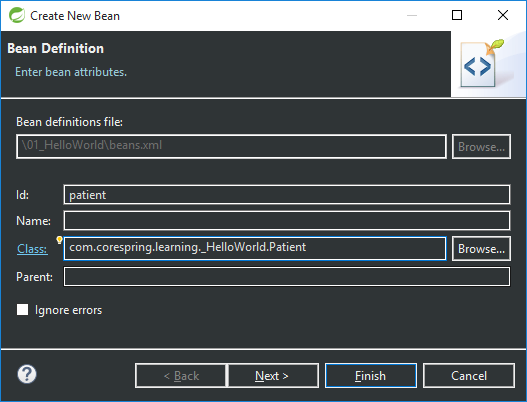 Create New Bean
Bean Definition
Enter bean attributes.
Bean definitions file:
\01_HelloWorld\beans.xml
Browse...
Id:
patient
Name:
Class:
com.corespring.learning._HelloWorld.Patient
Browse...
Parent:
Ignore errors
< Back
Next >
Finish
Cancel